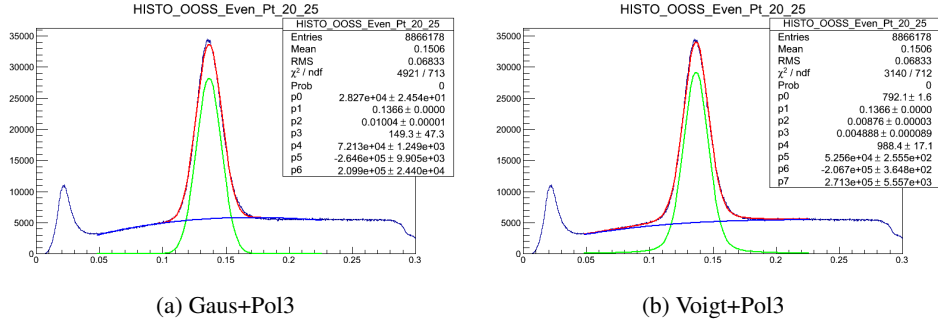 HISTO_OOSS_Even_Pt_20_25
HISTO_OOSS_Even_Pt_20_25
Entries 8866178
Mean 0.1506
RMS 0.06833
χ² / ndf 4921 / 713
Prob 0
p0 2.827e+04 ± 2.454e+01
p1 0.1366 ± 0.0000
p2 0.01004 ± 0.00001
p3 149.3 ± 47.3
p4 7.213e+04 ± 1.249e+03
p5 -2.646e+05 ± 9.905e+03
p6 2.099e+05 ± 2.440e+04
35000
30000
25000
20000
15000
10000
5000
0
0 0.05 0.1 0.15 0.2 0.25 0.3
(a) Gaus+Pol3
HISTO_OOSS_Even_Pt_20_25
HISTO_OOSS_Even_Pt_20_25
Entries 8866178
Mean 0.1506
RMS 0.06833
χ² / ndf 3140 / 712
Prob 0
p0 792.1 ± 1.6
p1 0.1366 ± 0.0000
p2 0.00876 ± 0.00003
p3 0.004888 ± 0.000089
p4 988.4 ± 17.1
p5 5.256e+04 ± 2.555e+02
p6 -2.067e+05 ± 3.648e+02
p7 2.713e+05 ± 5.557e+03
35000
30000
25000
20000
15000
10000
5000
0
0 0.05 0.1 0.15 0.2 0.25 0.3
(b) Voigt+Pol3